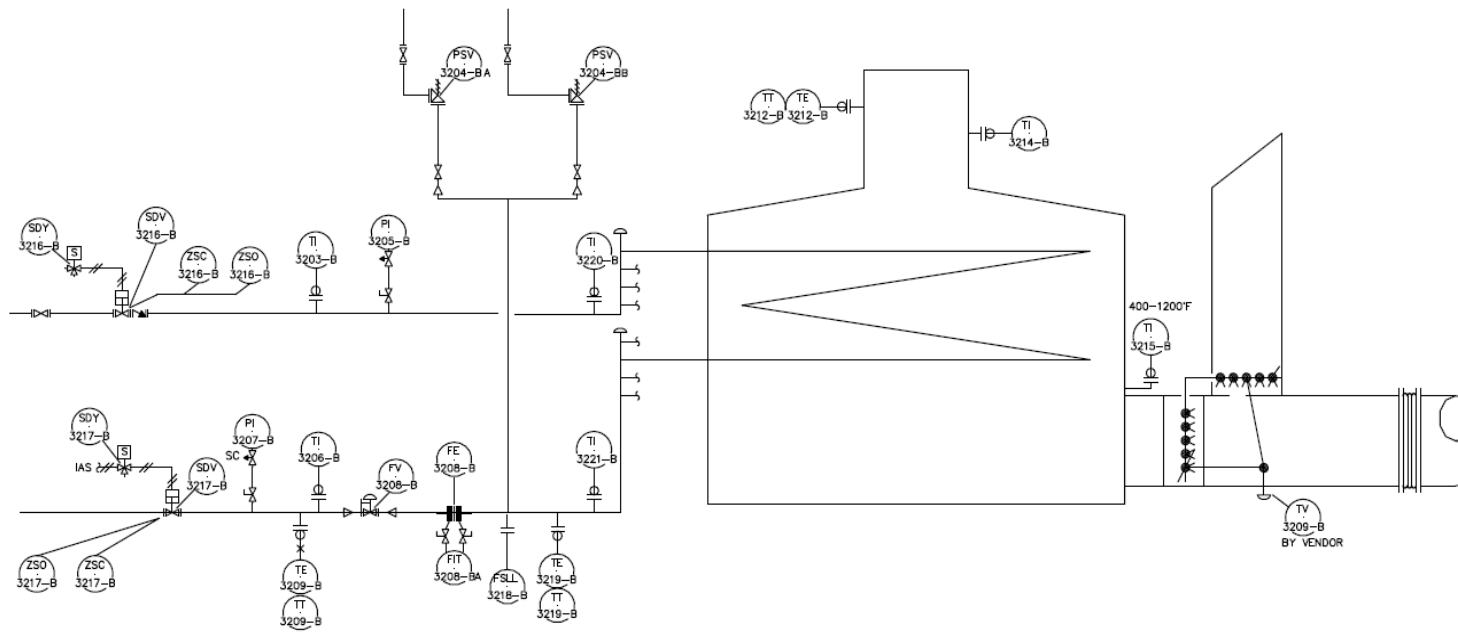 PSV
3204-BA
PSV
3204-BB
TT
3212-B
TE
3212-B
TI
3214-B
SDY
3216-B
S
SDV
3216-B
ZSC
3216-B
ZSO
3216-B
TI
3203-B
PI
3205-B
TI
3220-B
400-1200°F
TI
3215-B
SDY
3217-B
S
IAS
SDV
3217-B
PI
3207-B
SC
TI
3206-B
FV
3208-B
FE
3208-B
TI
3221-B
TV
3209-B
BY VENDOR
ZSO
3217-B
ZSC
3217-B
TE
3209-B
TT
3209-B
FIT
3208-BA
FSLL
3218-B
TE
3219-B
TT
3219-B